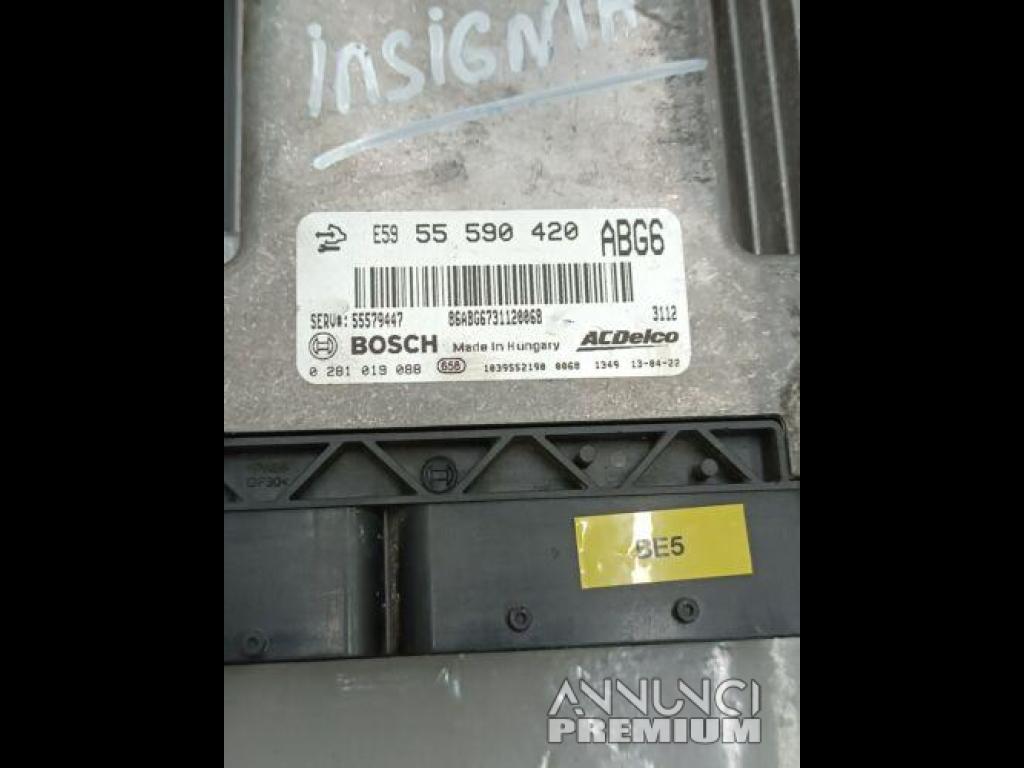 INSIGNIA
E59 55 590 420 ABG6
SERV#: 55579447 86ABG6731120068 3112
BOSCH Made in Hungary ACDelco
0 281 019 088 656 1039S52190 0068 1349 13-04-22
BE5
ANNUNCI
PREMIUM